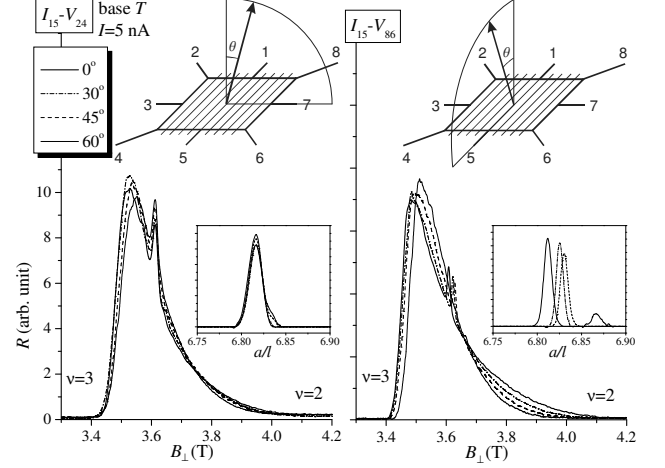 I15-V24
base T
I=5 nA
0°
30°
45°
60°
θ
1
2
3
4
5
6
7
8
I15-V86
θ
1
2
3
4
5
6
7
8
R (arb. unit)
10
8
6
4
2
0
ν=3
ν=2
6.75 6.80 6.85 6.90
a/l
3.4 3.6 3.8 4.0 4.2
B⊥(T)
ν=3
ν=2
6.75 6.80 6.85 6.90
a/l
3.4 3.6 3.8 4.0 4.2
B⊥(T)